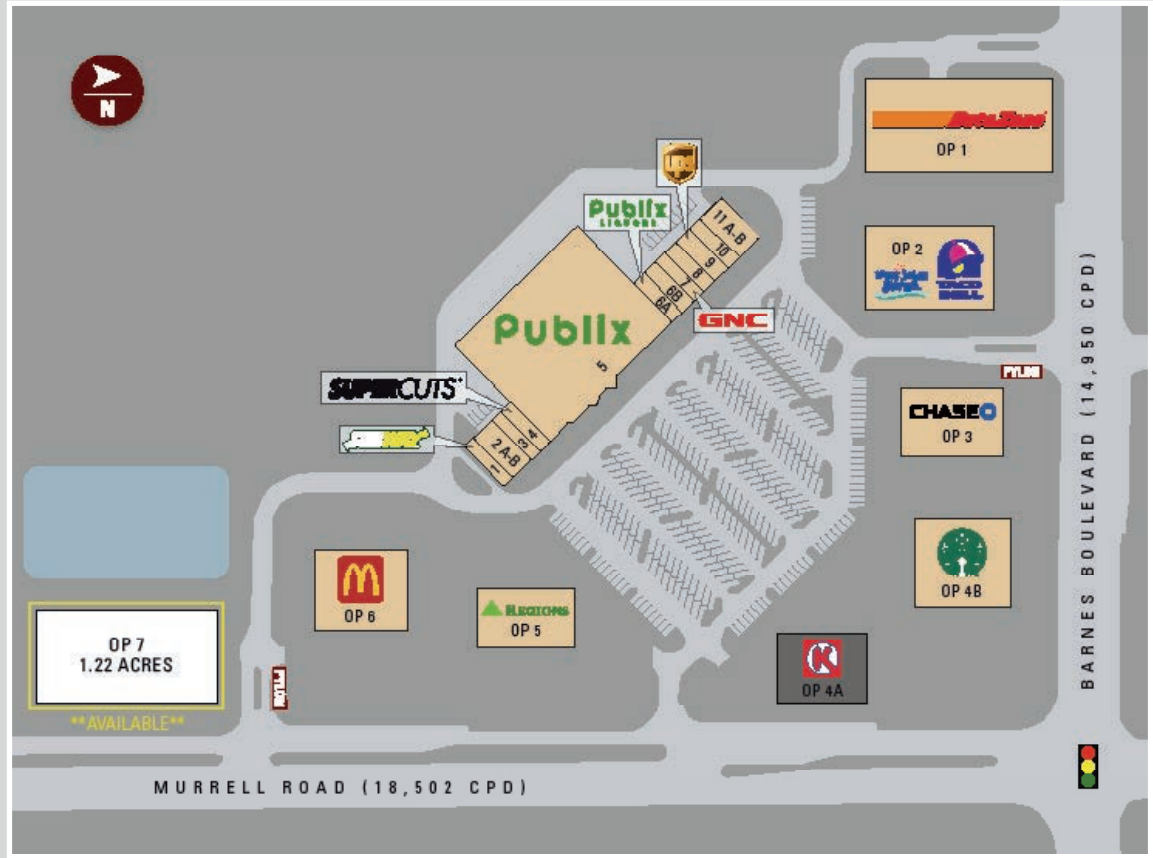 N
AutoZone
OP 1
Publix
LIQUORS
11 A-B
10
9
8
7
6B
6A
GNC
OP 2
TACO
BELL
Publix
5
PYLON
SUPERCUTS
CHASE
OP 3
4
3
2 A-B
1
OP 4B
OP 6
REGIONS
OP 5
OP 7
1.22 ACRES
**AVAILABLE**
PYLON
K
OP 4A
BARNES BOULEVARD (14,950 CPD)
MURRELL ROAD (18,502 CPD)